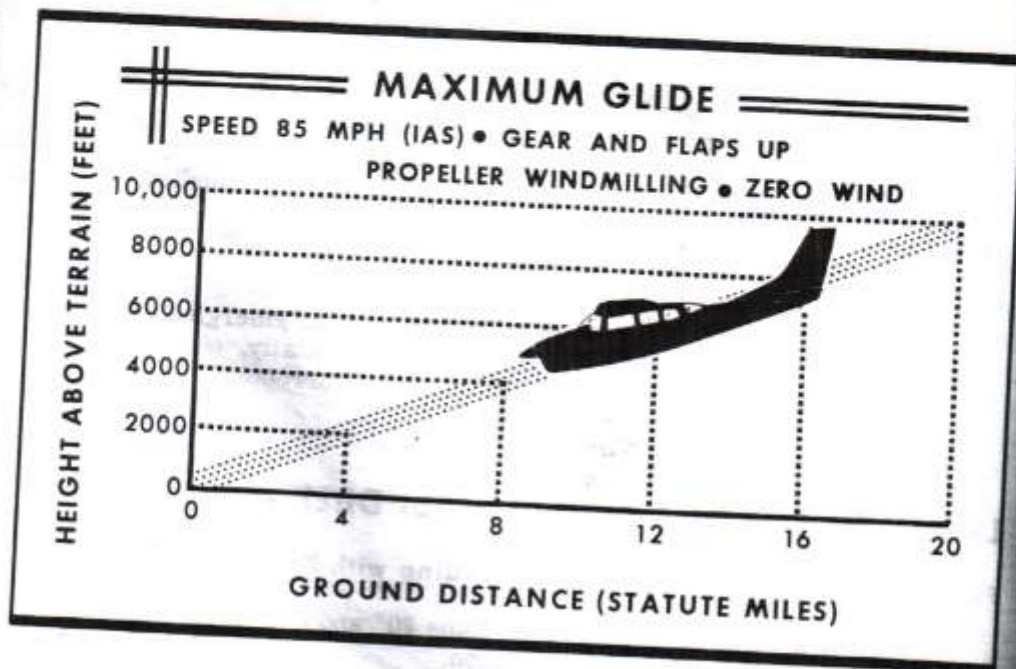 MAXIMUM GLIDE
SPEED 85 MPH (IAS) • GEAR AND FLAPS UP
PROPELLER WINDMILLING • ZERO WIND
HEIGHT ABOVE TERRAIN (FEET)
10,000
8000
6000
4000
2000
0
0 4 8 12 16 20
GROUND DISTANCE (STATUTE MILES)